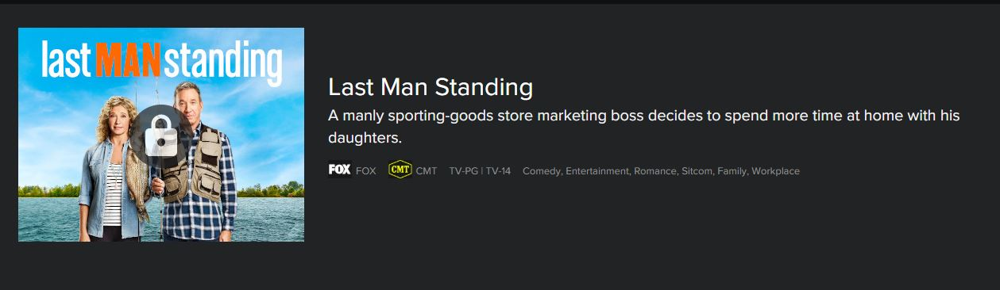 last MAN standing
Last Man Standing
A manly sporting-goods store marketing boss decides to spend more time at home with his
daughters.
FOX FOX CMT CMT TV-PG | TV-14 Comedy, Entertainment, Romance, Sitcom, Family, Workplace